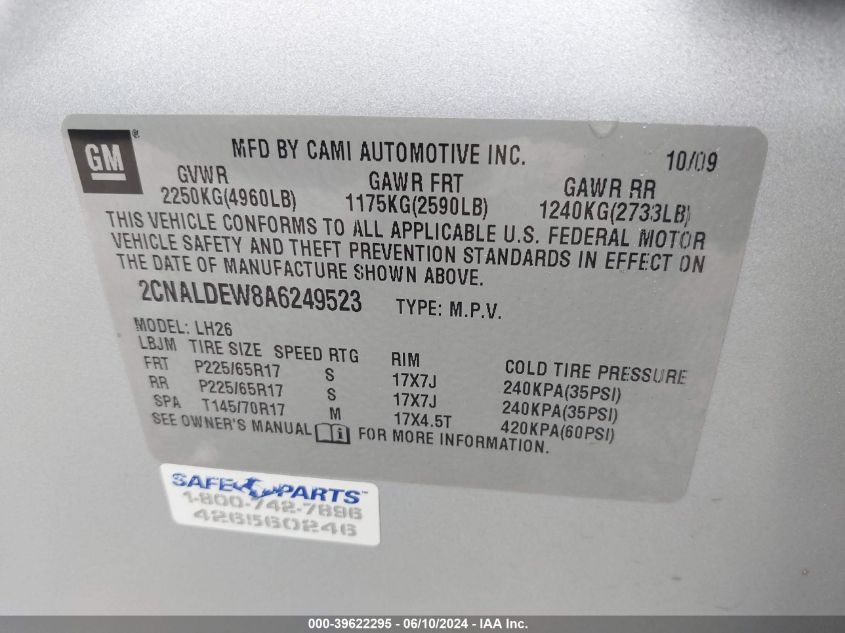 GM ®
MFD BY CAMI AUTOMOTIVE INC. 10/09
GVWR GAWR FRT GAWR RR
2250KG(4960LB) 1175KG(2590LB) 1240KG(2733LB)
THIS VEHICLE CONFORMS TO ALL APPLICABLE U.S. FEDERAL MOTOR
VEHICLE SAFETY AND THEFT PREVENTION STANDARDS IN EFFECT ON
THE DATE OF MANUFACTURE SHOWN ABOVE.
2CNALDEW8A6249523 TYPE: M.P.V.
MODEL: LH26
LBJM TIRE SIZE SPEED RTG RIM COLD TIRE PRESSURE
FRT P225/65R17 S 17X7J 240KPA(35PSI)
RR P225/65R17 S 17X7J 240KPA(35PSI)
SPA T145/70R17 M 17X4.5T 420KPA(60PSI)
SEE OWNER'S MANUAL FOR MORE INFORMATION.
SAFE PARTS™
1-800-742-7896
426560246
000-39622295 - 06/10/2024 - IAA Inc.